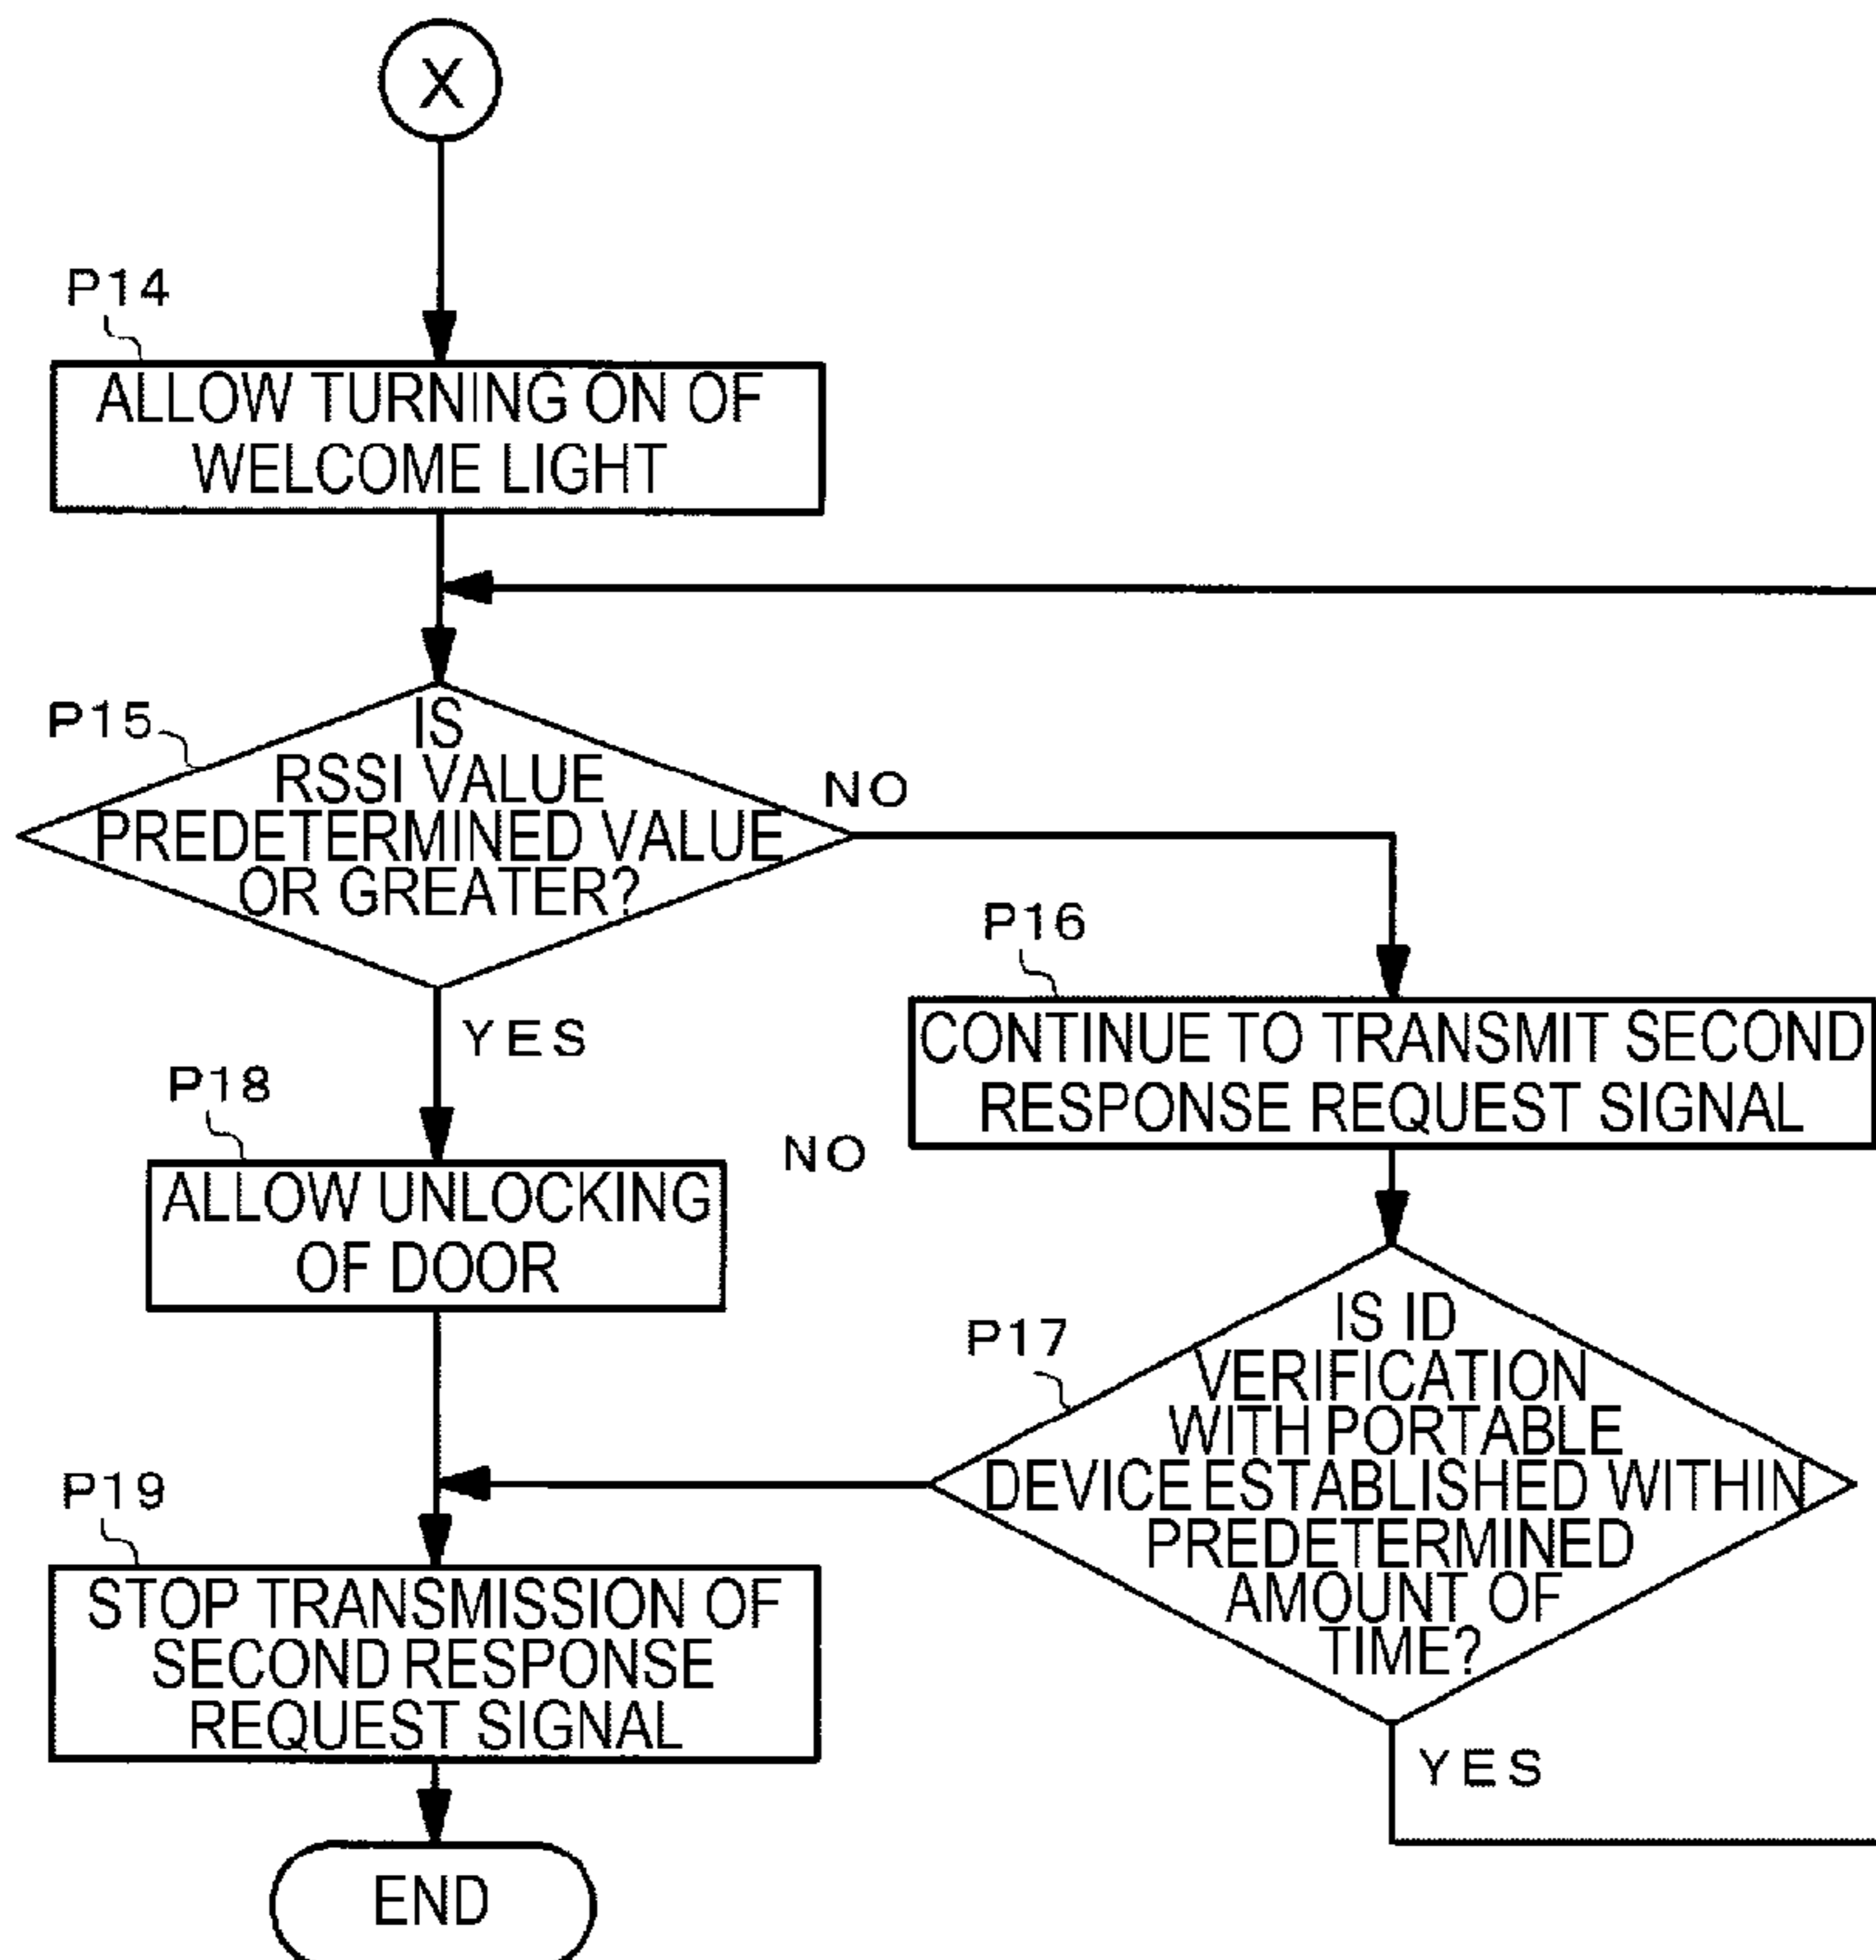 X
P14
ALLOW TURNING ON OF
WELCOME LIGHT
P15
IS
RSSI VALUE
PREDETERMINED VALUE
OR GREATER?
NO
YES
P16
CONTINUE TO TRANSMIT SECOND
RESPONSE REQUEST SIGNAL
P18
ALLOW UNLOCKING
OF DOOR
NO
P17
IS ID
VERIFICATION
WITH PORTABLE
DEVICE ESTABLISHED WITHIN
PREDETERMINED
AMOUNT OF
TIME?
YES
P19
STOP TRANSMISSION OF
SECOND RESPONSE
REQUEST SIGNAL
END